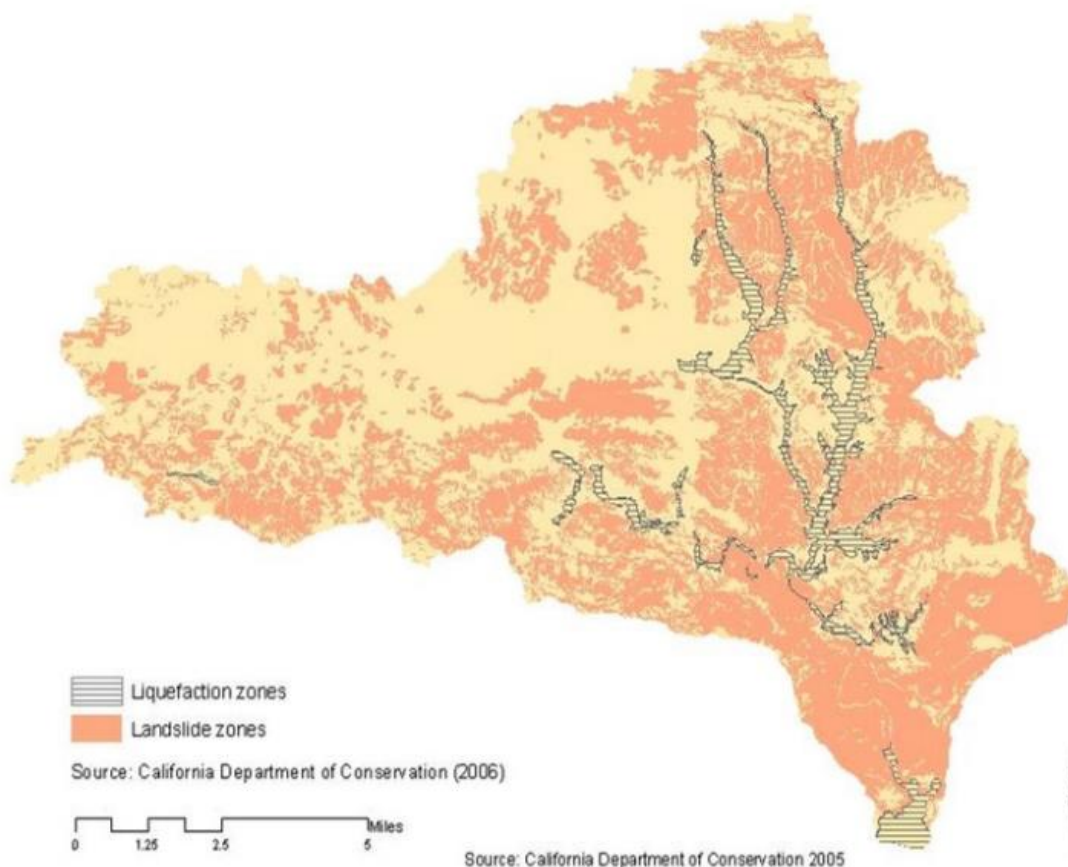 Liquefaction zones
Landslide zones
Source: California Department of Conservation (2006)
Miles
0 1.25 2.5 5
Source: California Department of Conservation 2005